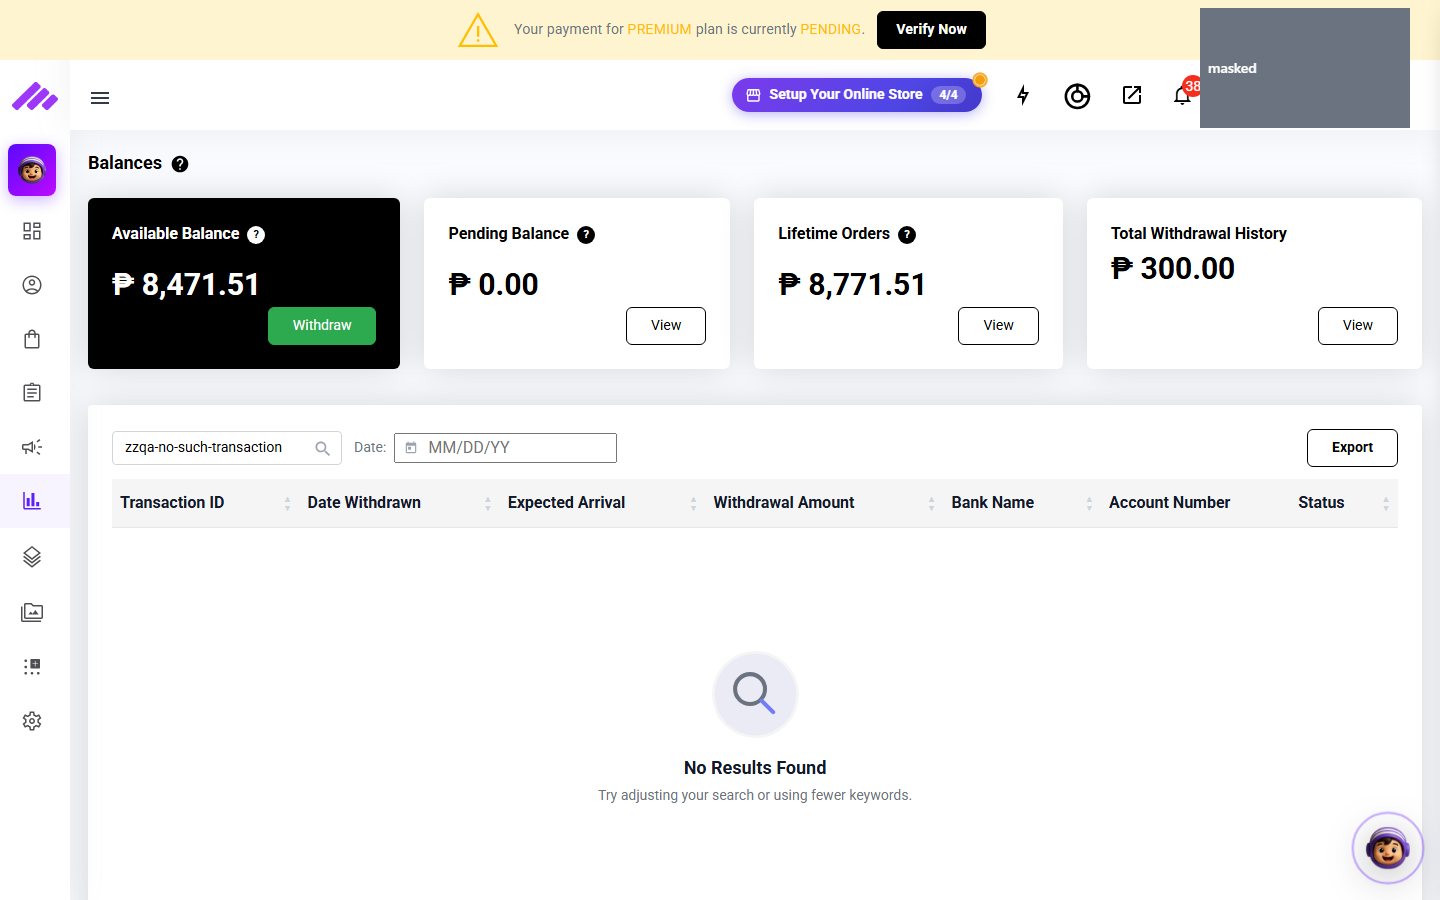 Your payment for PREMIUM plan is currently PENDING.
Verify Now
masked
Setup Your Online Store 4/4
38
Balances ?
Available Balance ?
₱ 8,471.51
Withdraw
Pending Balance ?
₱ 0.00
View
Lifetime Orders ?
₱ 8,771.51
View
Total Withdrawal History
₱ 300.00
View
zzqa-no-such-transaction
Date:
MM/DD/YY
Export
Transaction ID Date Withdrawn Expected Arrival Withdrawal Amount Bank Name Account Number Status
No Results Found
Try adjusting your search or using fewer keywords.